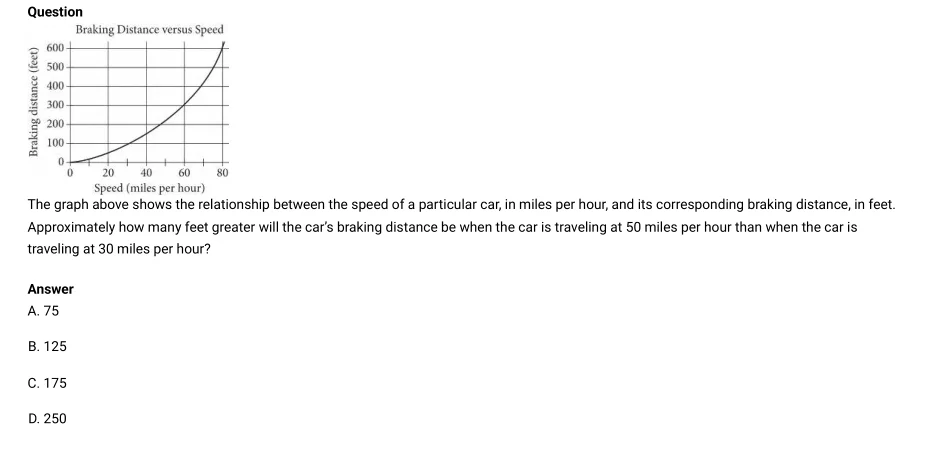 Question
Braking Distance versus Speed
Braking distance (feet)
600
500
400
300
200
100
0
0 20 40 60 80
Speed (miles per hour)
The graph above shows the relationship between the speed of a particular car, in miles per hour, and its corresponding braking distance, in feet.
Approximately how many feet greater will the car’s braking distance be when the car is traveling at 50 miles per hour than when the car is
traveling at 30 miles per hour?
Answer
A. 75
B. 125
C. 175
D. 250